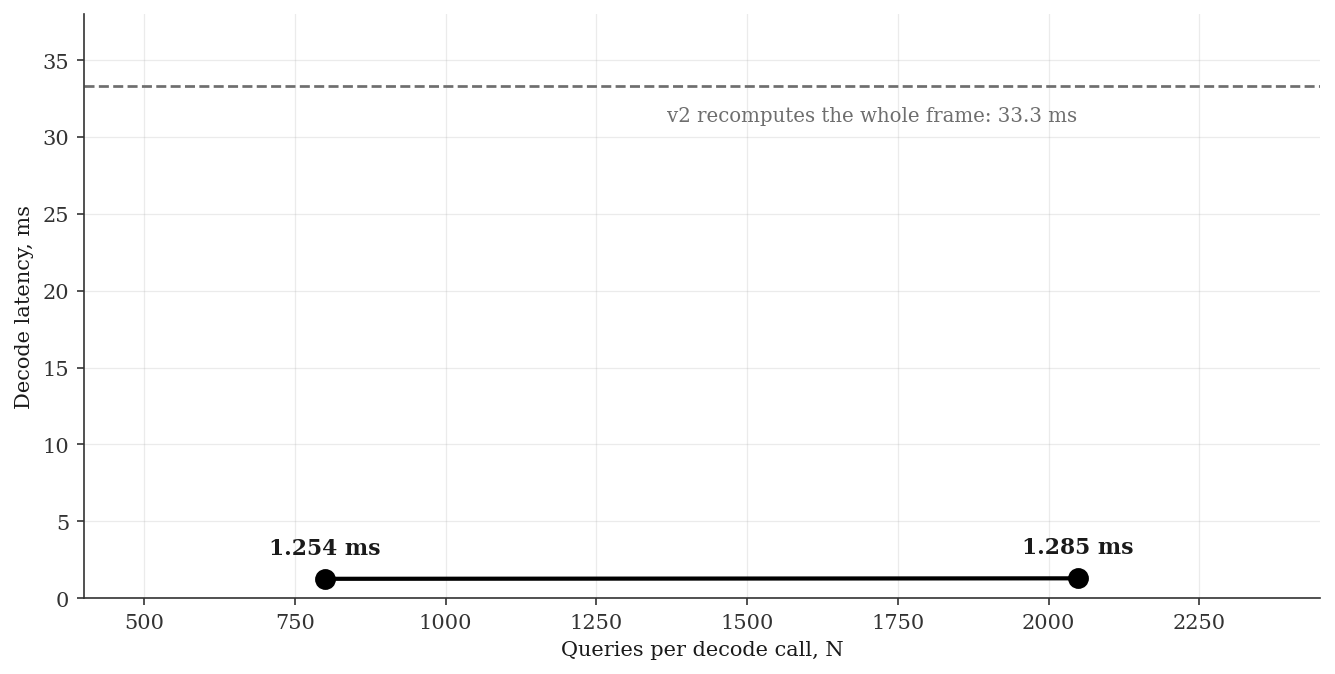 35
v2 recomputes the whole frame: 33.3 ms
30
25
20
15
10
5
0
Decode latency, ms
1.254 ms
1.285 ms
500 750 1000 1250 1500 1750 2000 2250
Queries per decode call, N